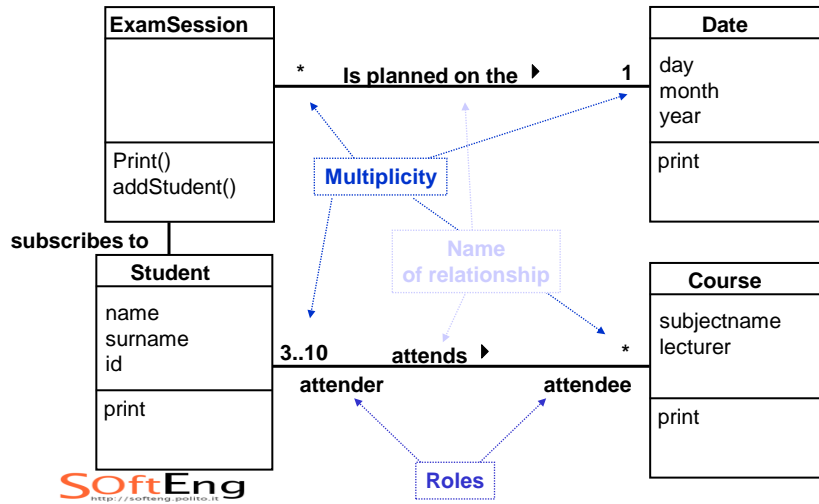 ExamSession
Date
* Is planned on the 1
day
month
year
Print()
addStudent()
print
Multiplicity
subscribes to
Name
of relationship
Student
Course
name
surname
id
subjectname
lecturer
3..10 attends *
attender attendee
print
print
Roles
SOftEng
http://softeng.polito.it